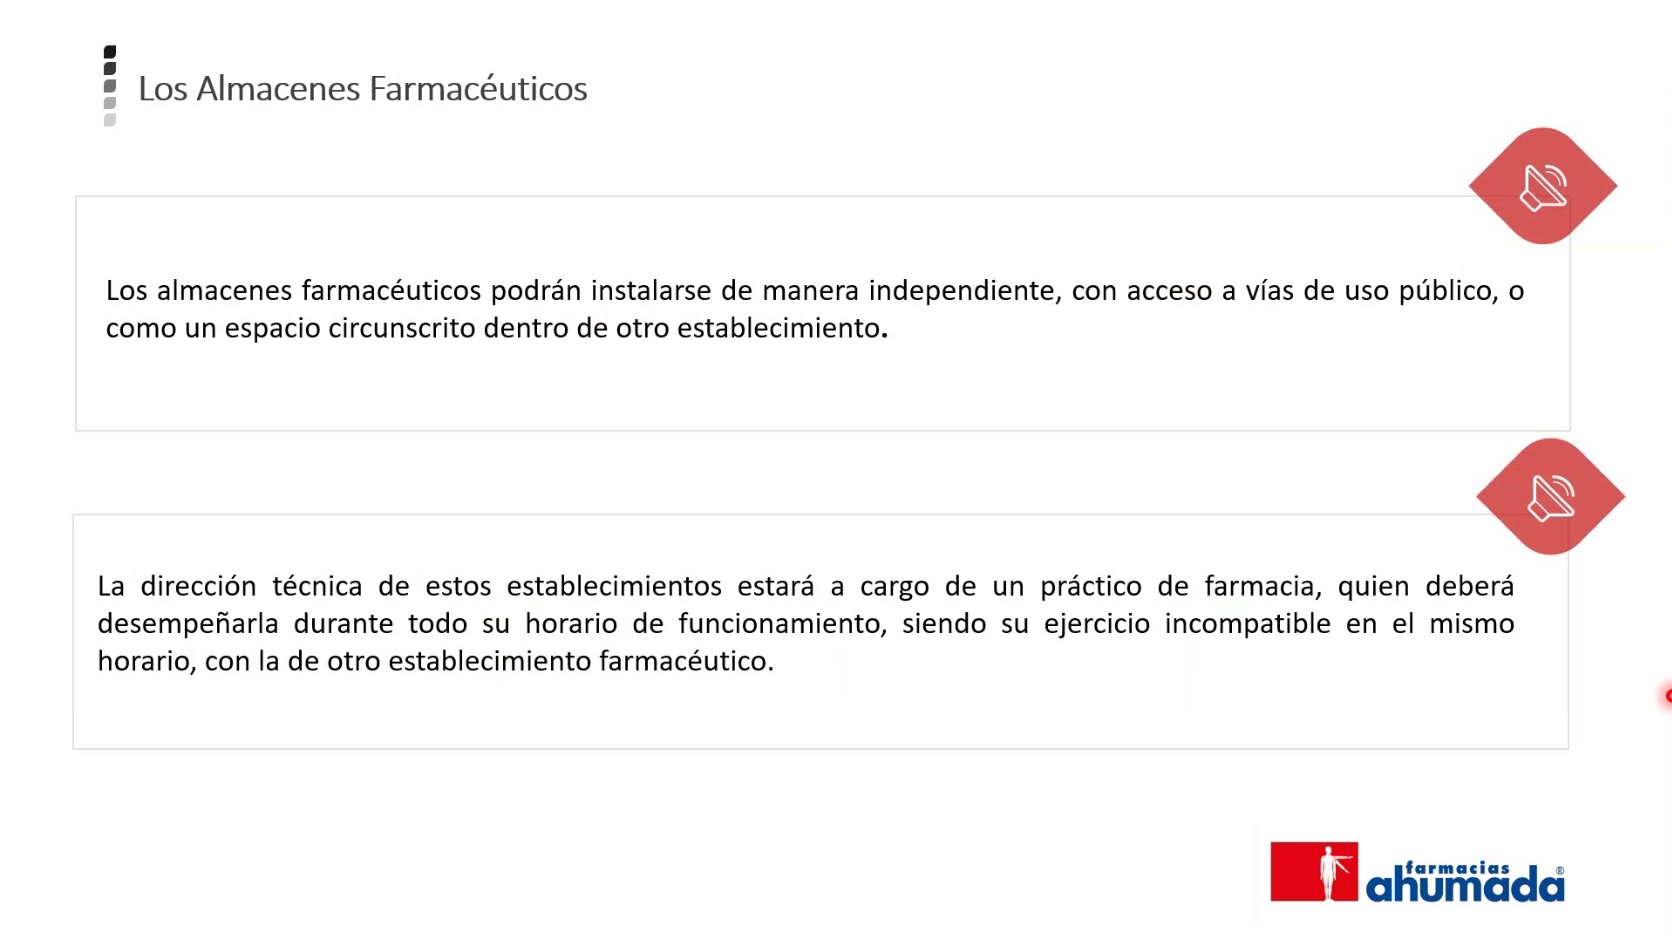 Los Almacenes Farmacéuticos
Los almacenes farmacéuticos podrán instalarse de manera independiente, con acceso a vías de uso público, o
como un espacio circunscrito dentro de otro establecimiento.
La dirección técnica de estos establecimientos estará a cargo de un práctico de farmacia, quien deberá
desempeñarla durante todo su horario de funcionamiento, siendo su ejercicio incompatible en el mismo
horario, con la de otro establecimiento farmacéutico.
farmacias
ahumada®